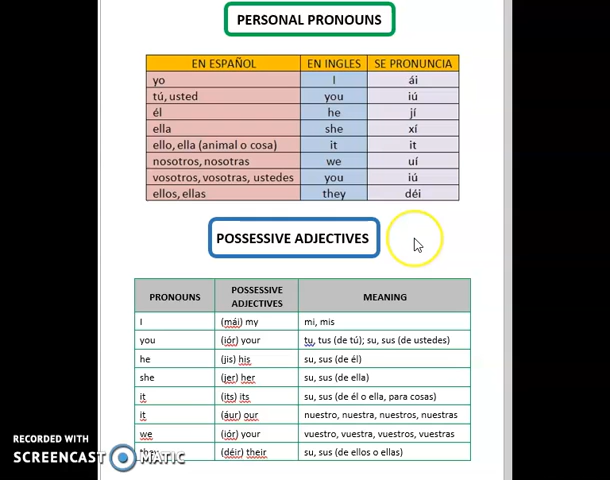 PERSONAL PRONOUNS
EN ESPAÑOL EN INGLES SE PRONUNCIA
yo I ái
tú, usted you iú
él he jí
ella she xí
ello, ella (animal o cosa) it it
nosotros, nosotras we uí
vosotros, vosotras, ustedes you iú
ellos, ellas they déi
POSSESSIVE ADJECTIVES
PRONOUNS POSSESSIVE ADJECTIVES MEANING
I (mái) my mi, mis
you (iór) your tu, tus (de tú); su, sus (de ustedes)
he (jis) his su, sus (de él)
she (jer) her su, sus (de ella)
it (its) its su, sus (de él o ella, para cosas)
it (áur) our nuestro, nuestra, nuestros, nuestras
we (iór) your vuestro, vuestra, vuestros, vuestras
they (déir) their su, sus (de ellos o ellas)
RECORDED WITH
SCREENCAST MATIC